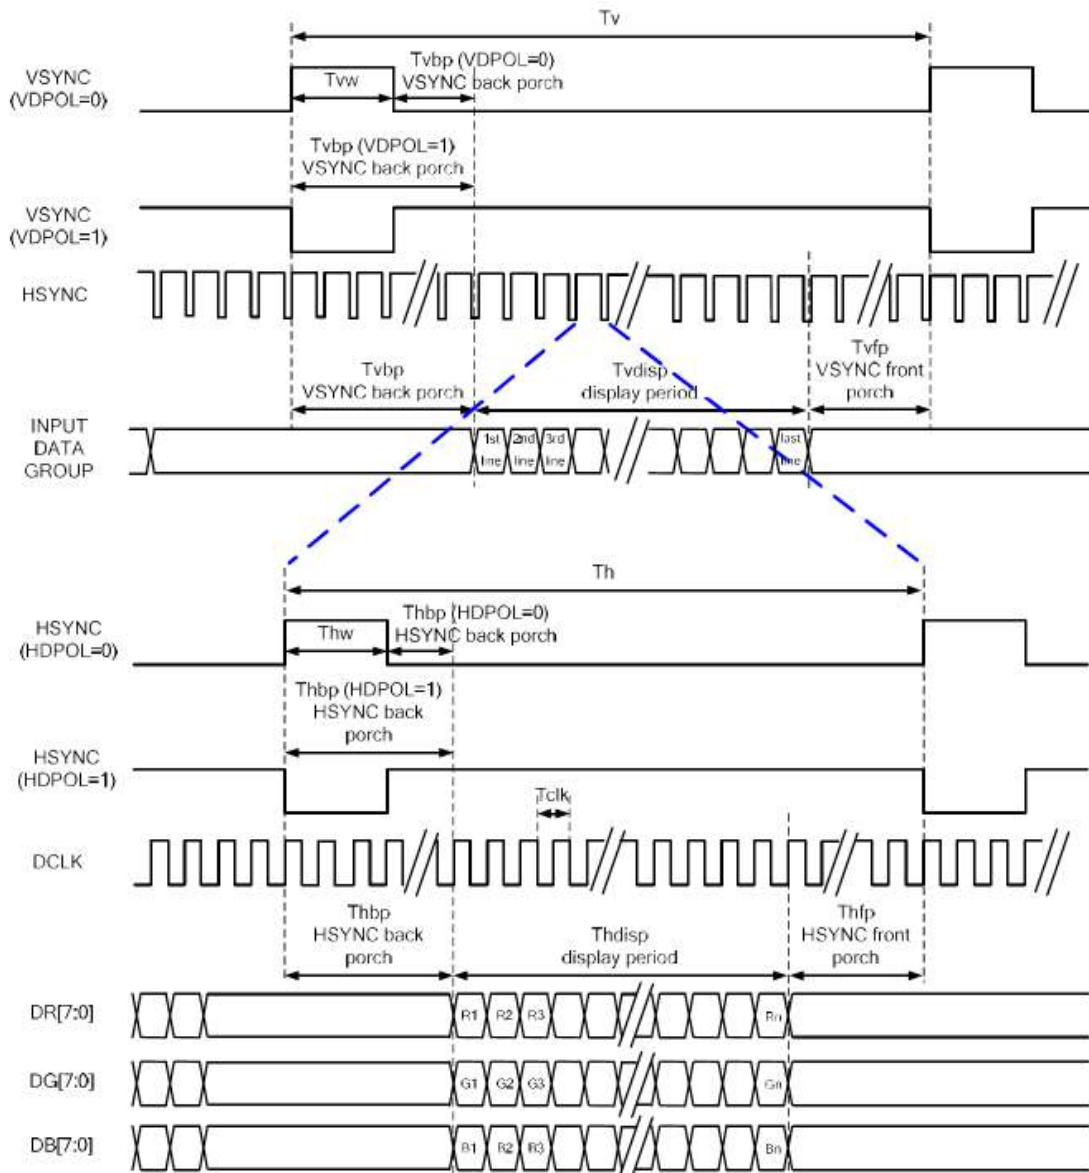 Tv
VSYNC
(VDPOL=0)
Tvw
Tvbp (VDPOL=0)
VSYNC back porch
Tvbp (VDPOL=1)
VSYNC back porch
VSYNC
(VDPOL=1)
HSYNC
Tvbp
VSYNC back porch
Tvdisp
display period
Tvfp
VSYNC front
porch
INPUT
DATA
GROUP
1st
line
2nd
line
3rd
line
last
line
Th
HSYNC
(HDPOL=0)
Thw
Thbp (HDPOL=0)
HSYNC back porch
Thbp (HDPOL=1)
HSYNC back
porch
HSYNC
(HDPOL=1)
Tclk
DCLK
Thbp
HSYNC back
porch
Thdisp
display period
Thfp
HSYNC front
porch
DR[7:0]
R1 R2 R3 Rn
DG[7:0]
G1 G2 G3 Gn
DB[7:0]
B1 B2 B3 Bn